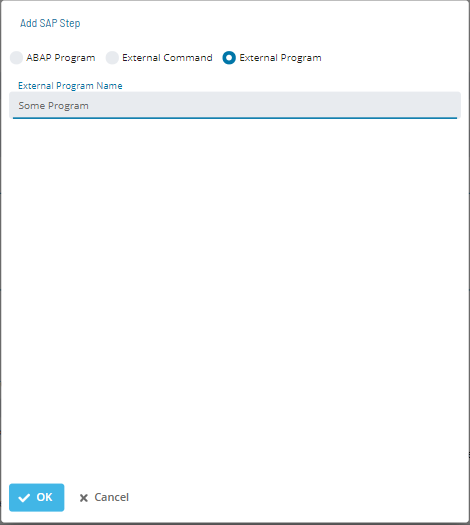 Add SAP Step
ABAP Program External Command External Program
External Program Name
Some Program
OK Cancel